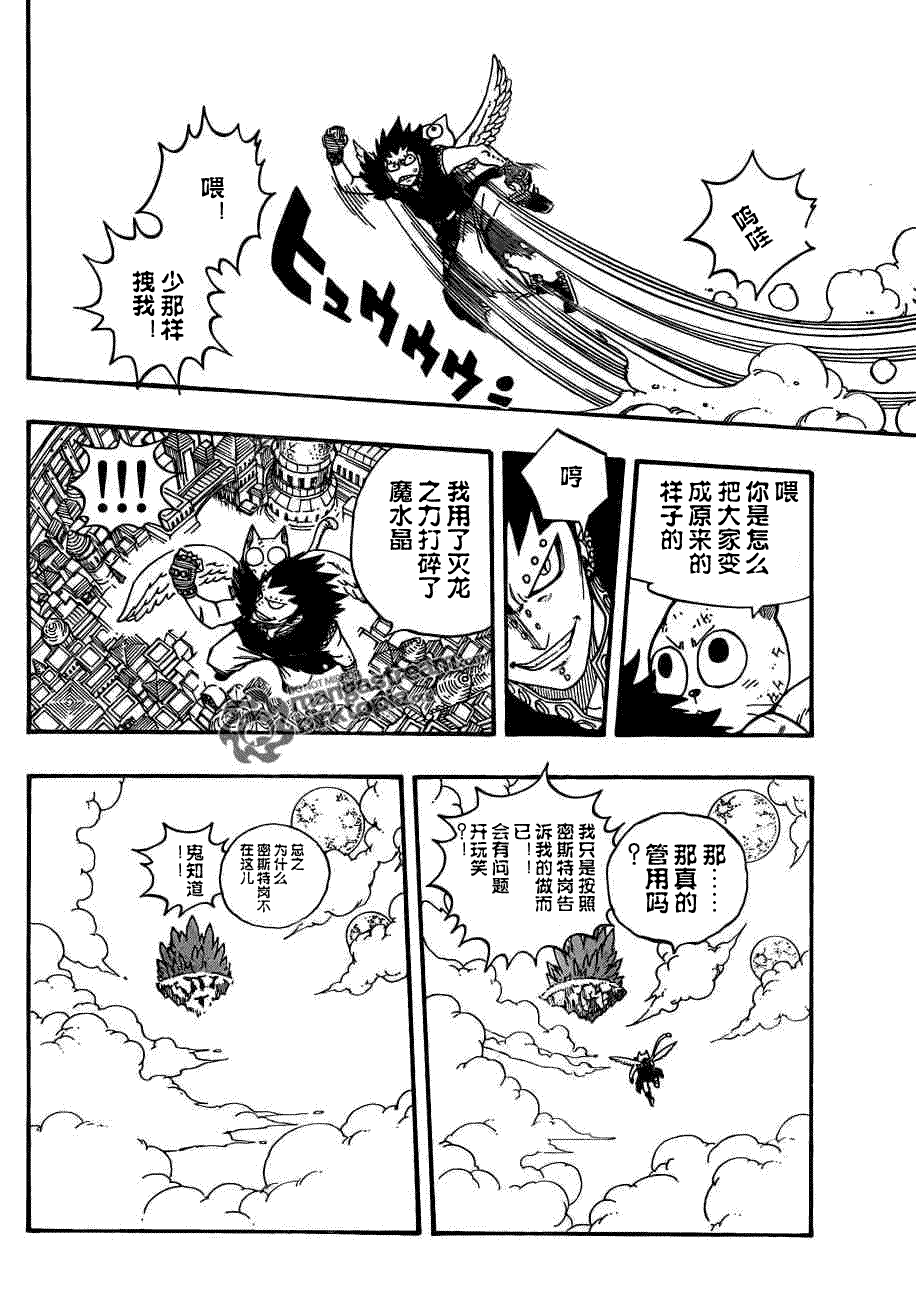 呜哇
喂!
少那样
拽我!
ヒュウウウン
喂
你是怎么
把大家变
成原来的
样子的
哼
我用了灭龙
之力打碎了
魔水晶
!!!
那……
那真的
管用吗
?
我只是按照
密斯特岗告
诉我的做而
已!!
会有问题
开玩笑
?!
总之
为什么
密斯特岗不
在这儿
鬼知道
!!